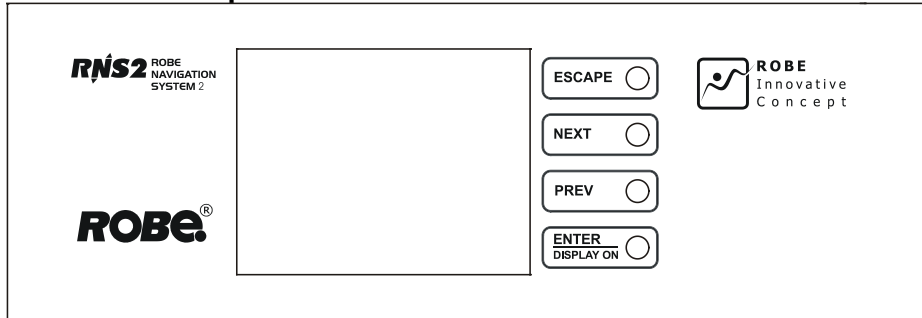 RNS2 ROBE
NAVIGATION
SYSTEM 2
ROBE®
ESCAPE
NEXT
PREV
ENTER
DISPLAY ON
ROBE
Innovative
Concept